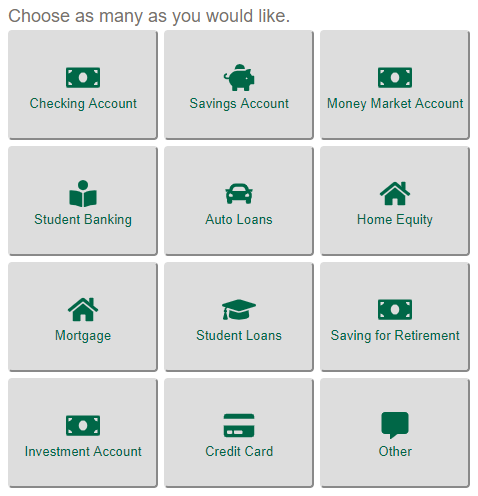 Choose as many as you would like.
Checking Account
Savings Account
Money Market Account
Student Banking
Auto Loans
Home Equity
Mortgage
Student Loans
Saving for Retirement
Investment Account
Credit Card
Other